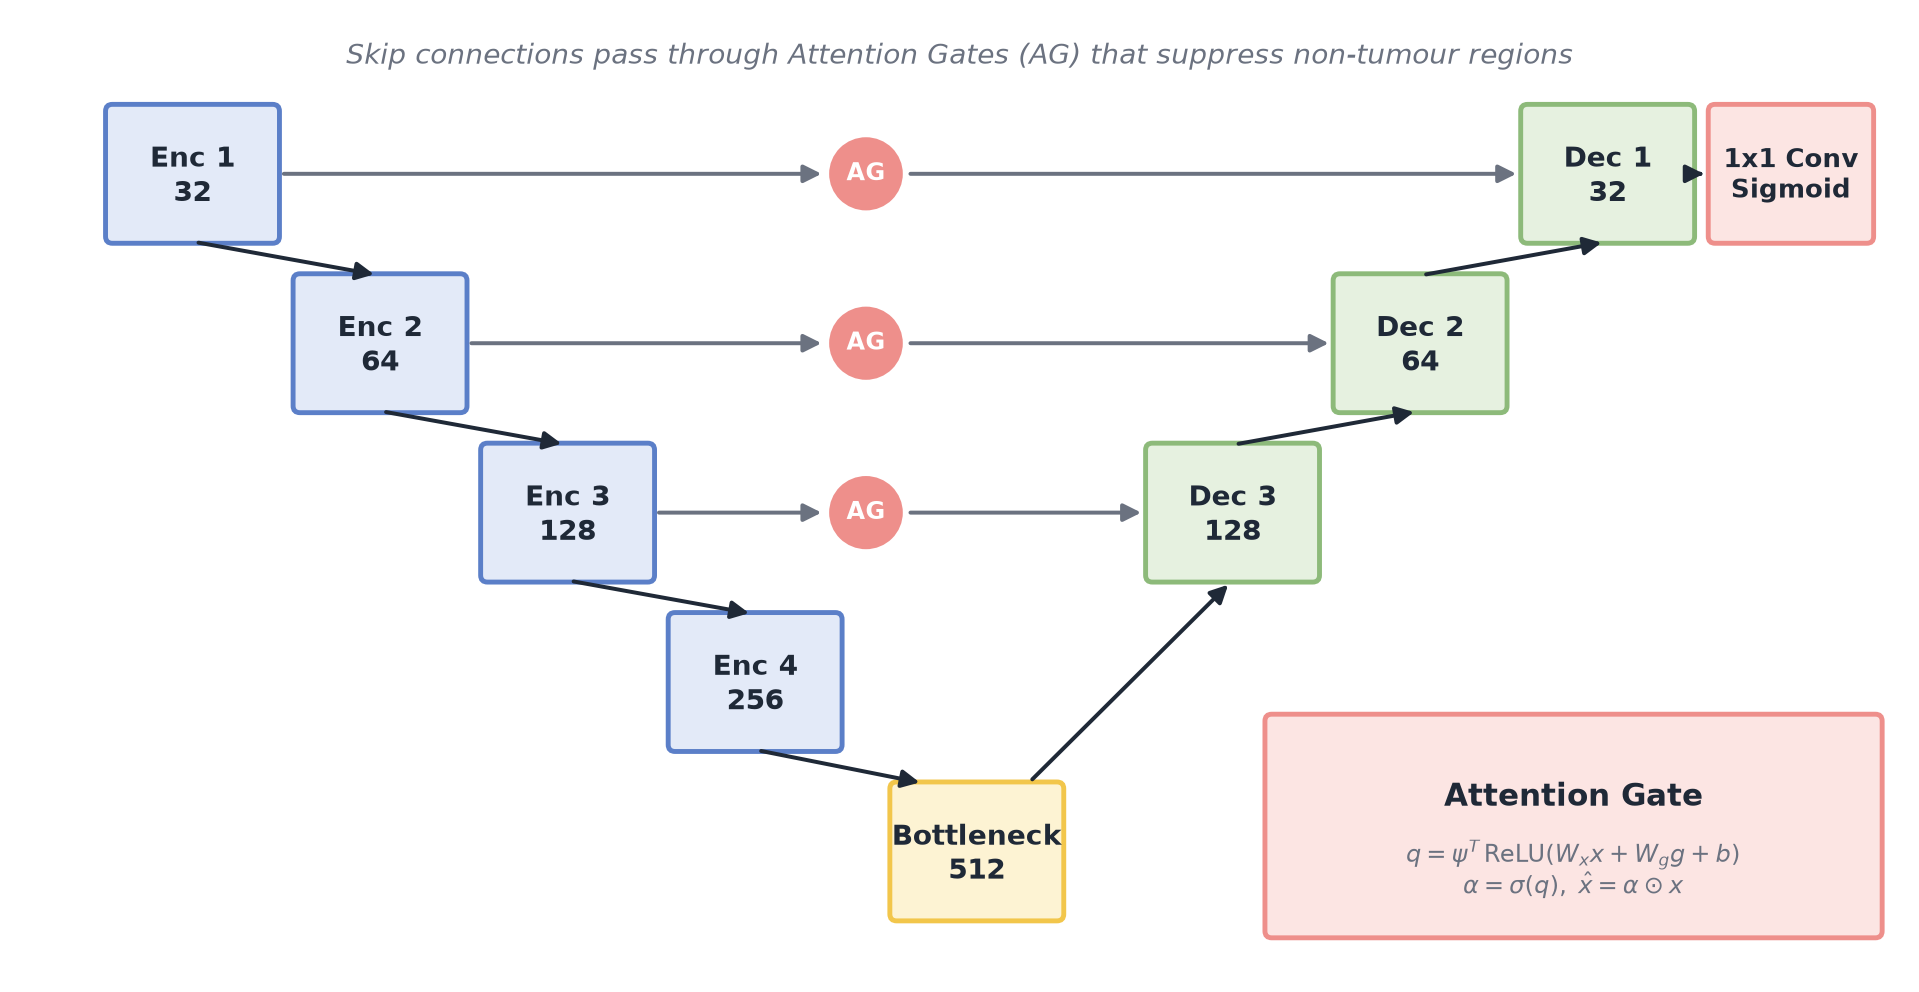 Skip connections pass through Attention Gates (AG) that suppress non-tumour regions
Enc 1
32
AG
Dec 1
32
1x1 Conv
Sigmoid
Enc 2
64
AG
Dec 2
64
Enc 3
128
AG
Dec 3
128
Enc 4
256
Bottleneck
512
Attention Gate
q = ψᵀ ReLU(Wₓx + W_g g + b)
α = σ(q), x̂ = α ⊙ x